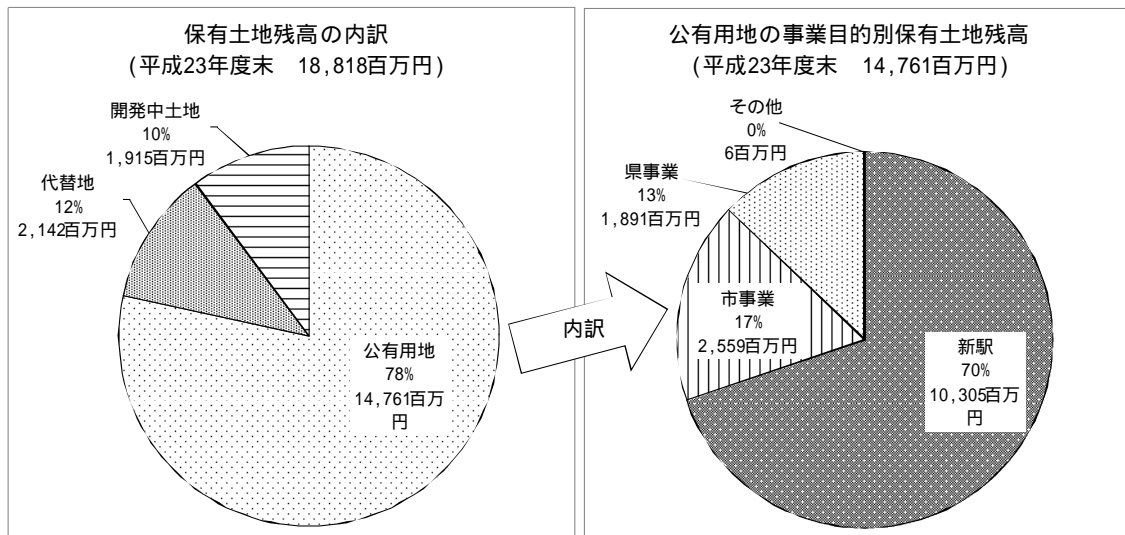 保有土地残高の内訳
(平成23年度末　18,818百万円)
開発中土地
10%
1,915百万円
代替地
12%
2,142百万円
公有用地
78%
14,761百万
円
内訳
公有用地の事業目的別保有土地残高
(平成23年度末　14,761百万円)
その他
0%
6百万円
県事業
13%
1,891百万円
市事業
17%
2,559百万円
新駅
70%
10,305百万
円